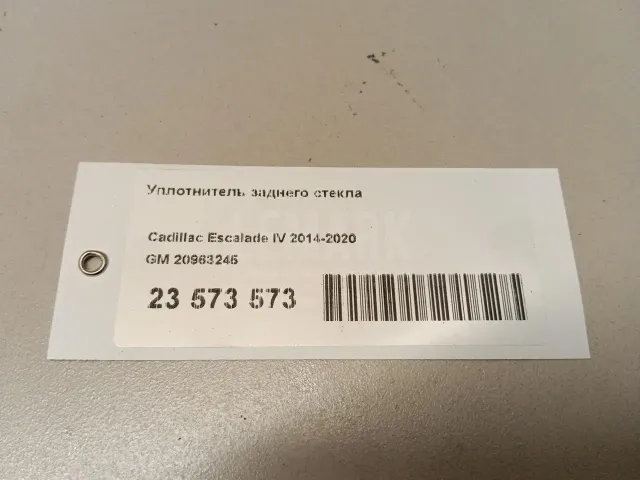 Уплотнитель заднего стекла
Cadillac Escalade IV 2014-2020
GM 20963246
23 573 573